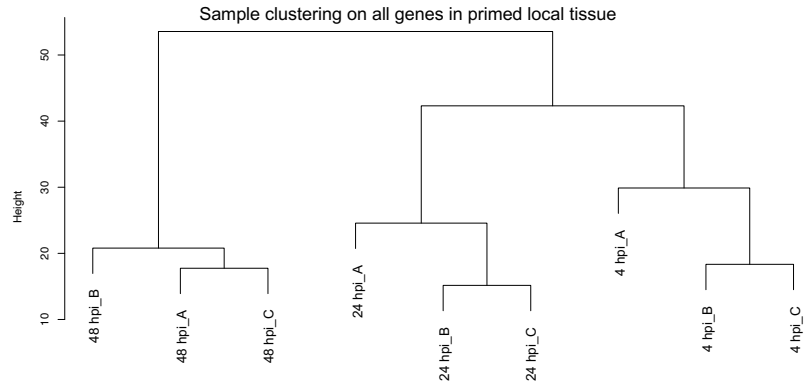 Sample clustering on all genes in primed local tissue
Height
50
40
30
20
10
48 hpi_B
48 hpi_A
48 hpi_C
24 hpi_A
24 hpi_B
24 hpi_C
4 hpi_A
4 hpi_B
4 hpi_C